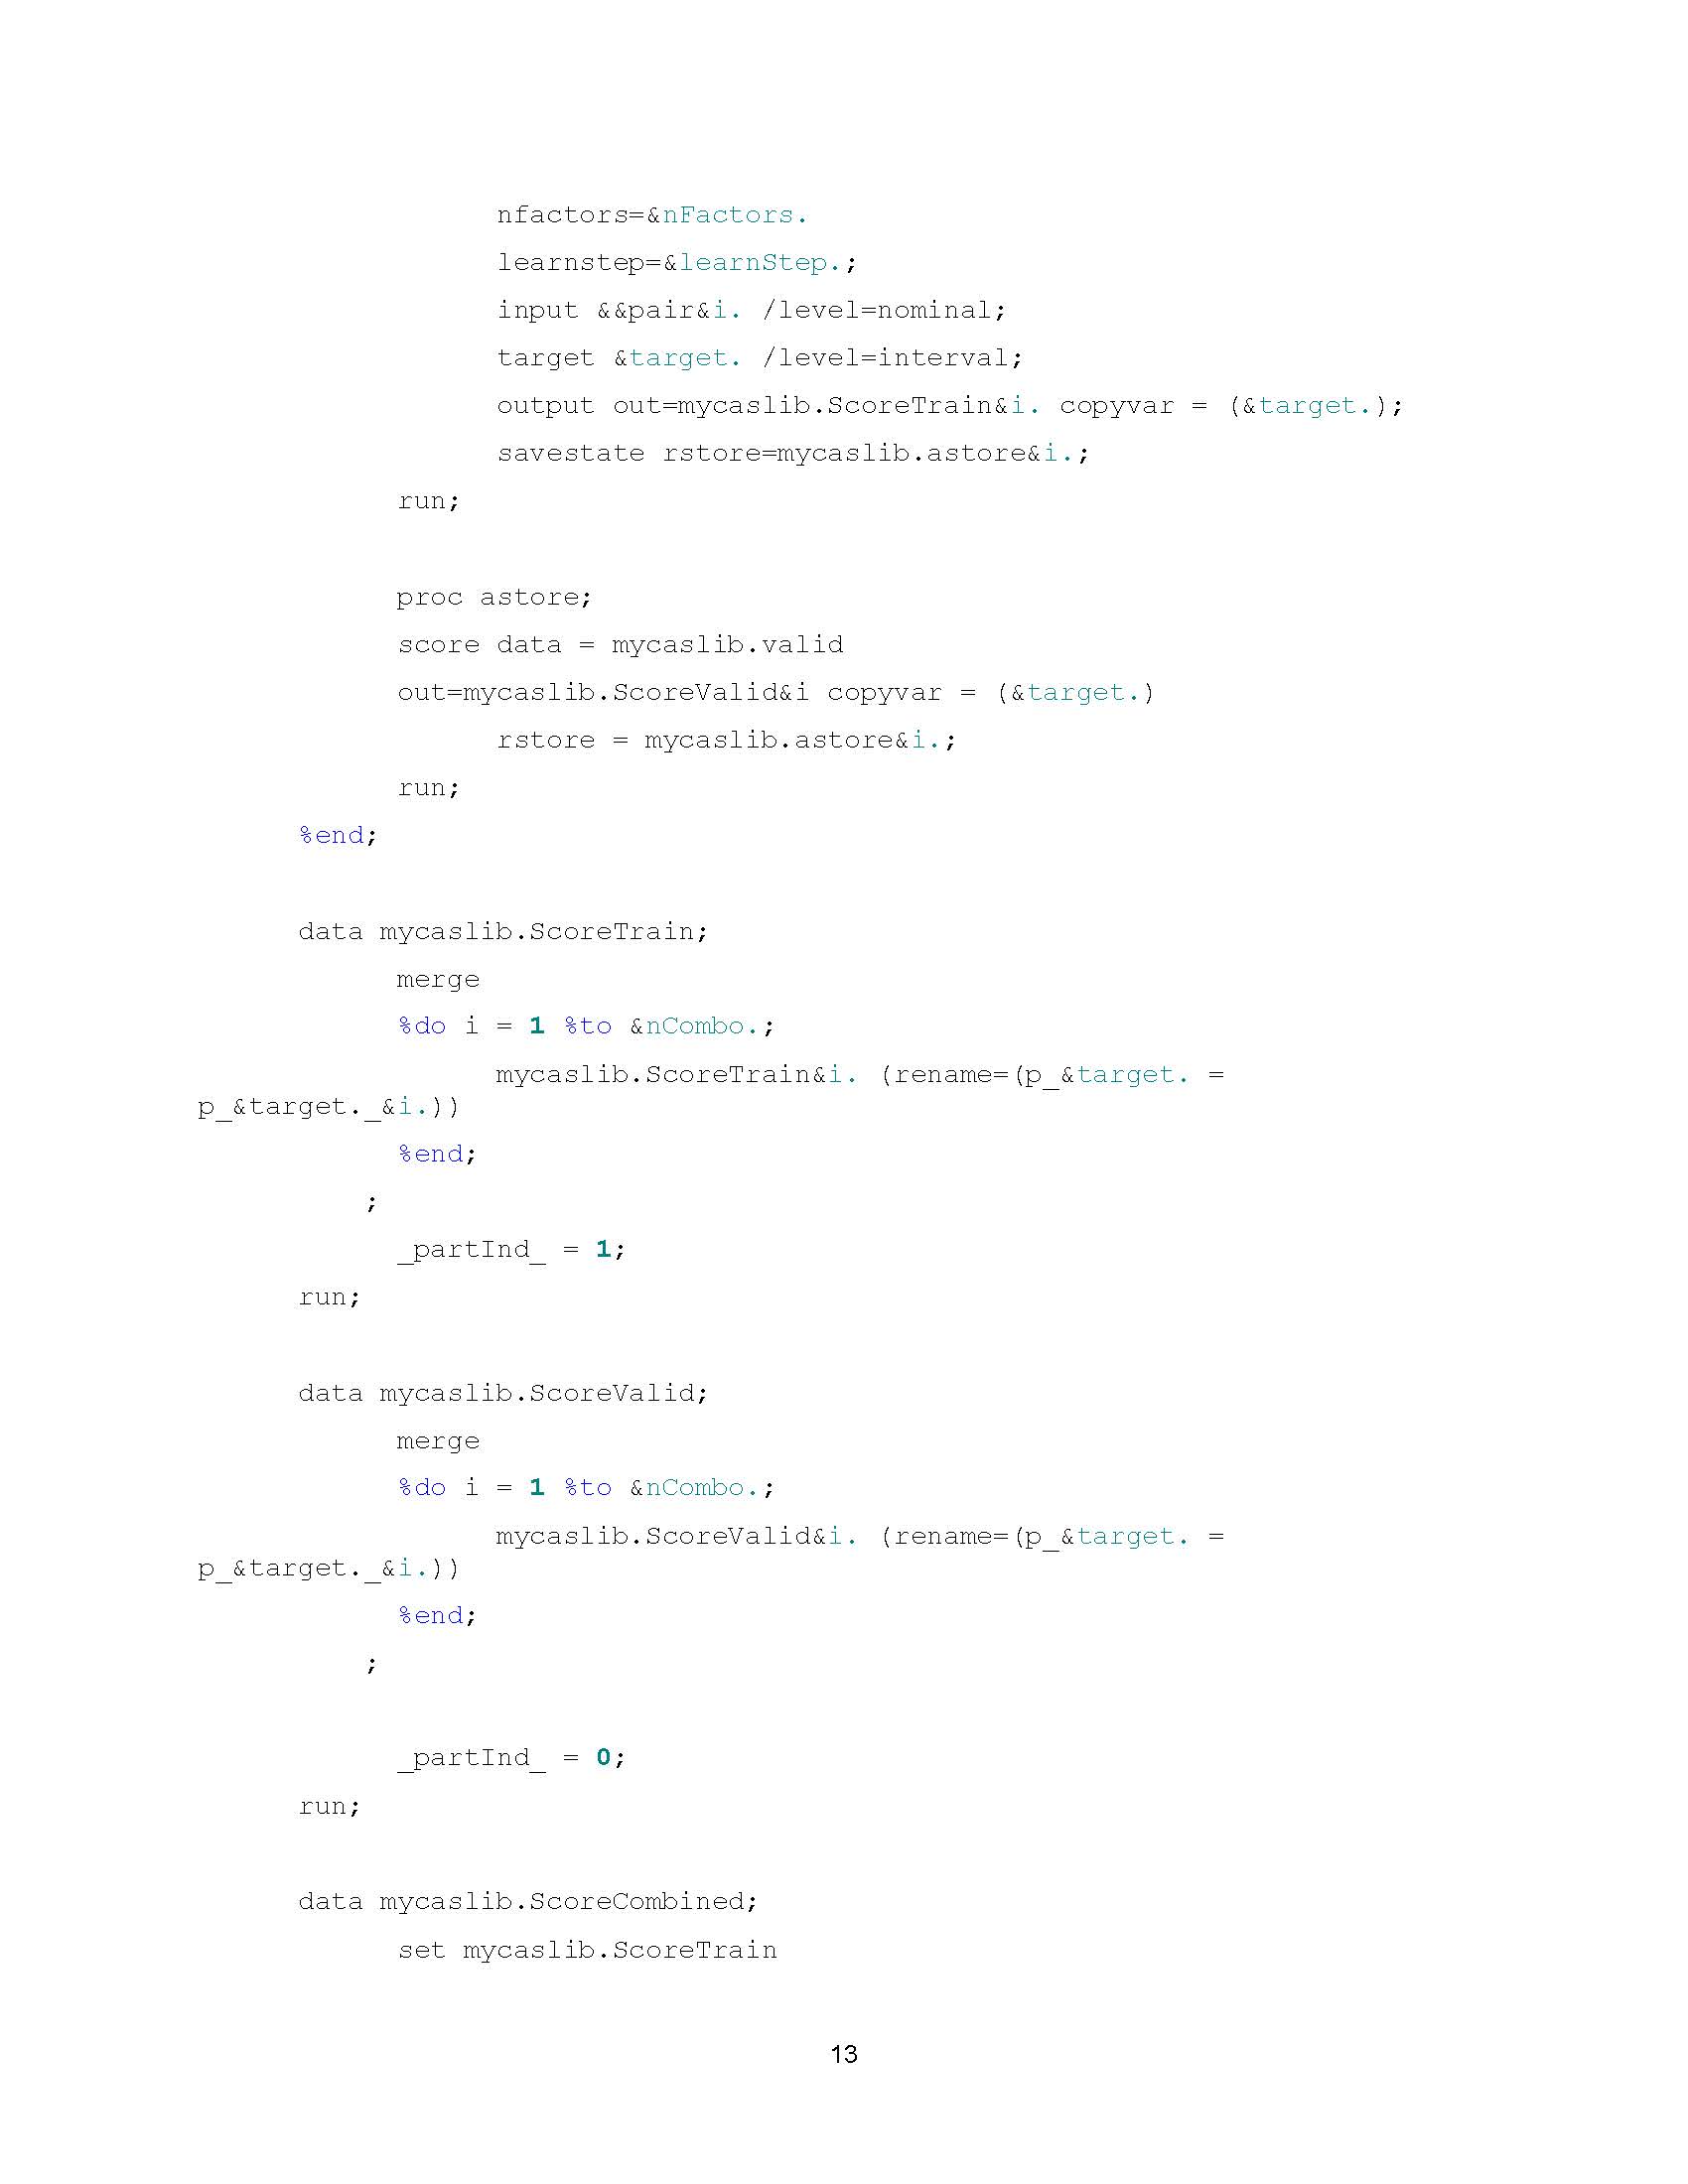 nfactors=&nFactors.
learnstep=&learnStep.;
input &&pair&i. /level=nominal;
target &target. /level=interval;
output out=mycaslib.ScoreTrain&i. copyvar = (&target.);
savestate rstore=mycaslib.astore&i.;
run;
proc astore;
score data = mycaslib.valid
out=mycaslib.ScoreValid&i copyvar = (&target.)
rstore = mycaslib.astore&i.;
run;
%end;
data mycaslib.ScoreTrain;
merge
%do i = 1 %to &nCombo.;
mycaslib.ScoreTrain&i. (rename=(p_&target. =
p_&target._&i.))
%end;
;
_partInd_ = 1;
run;
data mycaslib.ScoreValid;
merge
%do i = 1 %to &nCombo.;
mycaslib.ScoreValid&i. (rename=(p_&target. =
p_&target._&i.))
%end;
;
_partInd_ = 0;
run;
data mycaslib.ScoreCombined;
set mycaslib.ScoreTrain
13